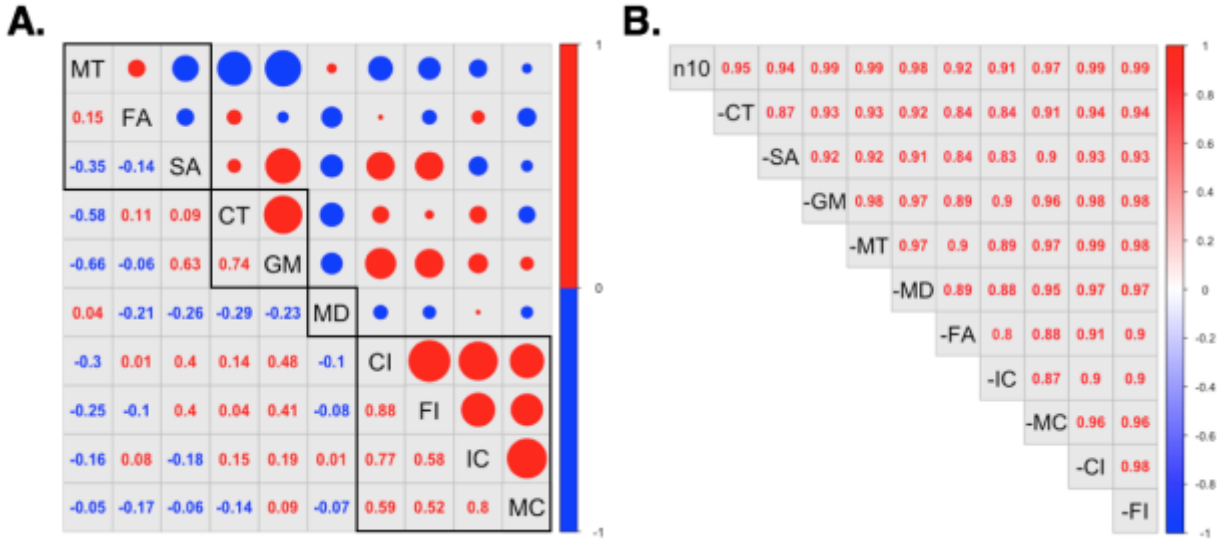 A.
B.
MT
0.15 FA
-0.35 -0.14 SA
-0.58 0.11 0.09 CT
-0.66 -0.06 0.63 0.74 GM
0.04 -0.21 -0.26 -0.29 -0.23 MD
-0.3 0.01 0.4 0.14 0.48 -0.1 CI
-0.25 -0.1 0.4 0.04 0.41 -0.08 0.88 FI
-0.16 0.08 -0.18 0.15 0.19 0.01 0.77 0.58 IC
-0.05 -0.17 -0.06 -0.14 0.09 -0.07 0.59 0.52 0.8 MC
1
0
-1
n10 0.95 0.94 0.99 0.99 0.98 0.92 0.91 0.97 0.99 0.99
-CT 0.87 0.93 0.93 0.92 0.84 0.84 0.91 0.94 0.94
-SA 0.92 0.92 0.91 0.84 0.83 0.9 0.93 0.93
-GM 0.98 0.97 0.89 0.9 0.96 0.98 0.98
-MT 0.97 0.9 0.89 0.97 0.99 0.98
-MD 0.89 0.88 0.95 0.97 0.97
-FA 0.8 0.88 0.91 0.9
-IC 0.87 0.9 0.9
-MC 0.96 0.96
-CI 0.98
-FI
1
0.8
0.6
0.4
0.2
0
-0.2
-0.4
-0.6
-0.8
-1